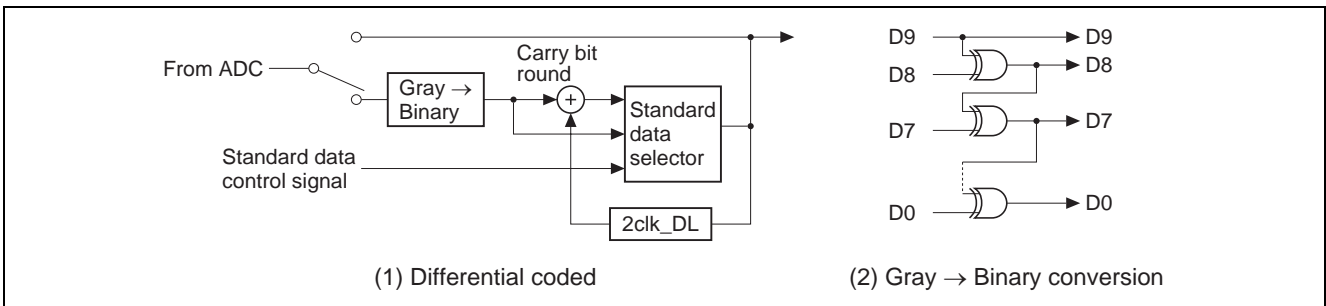 From ADC
Gray →
Binary
Carry bit
round
+
Standard
data
selector
Standard data
control signal
2clk_DL
(1) Differential coded
D9
D9
D8
D8
D7
D7
D0
D0
(2) Gray → Binary conversion